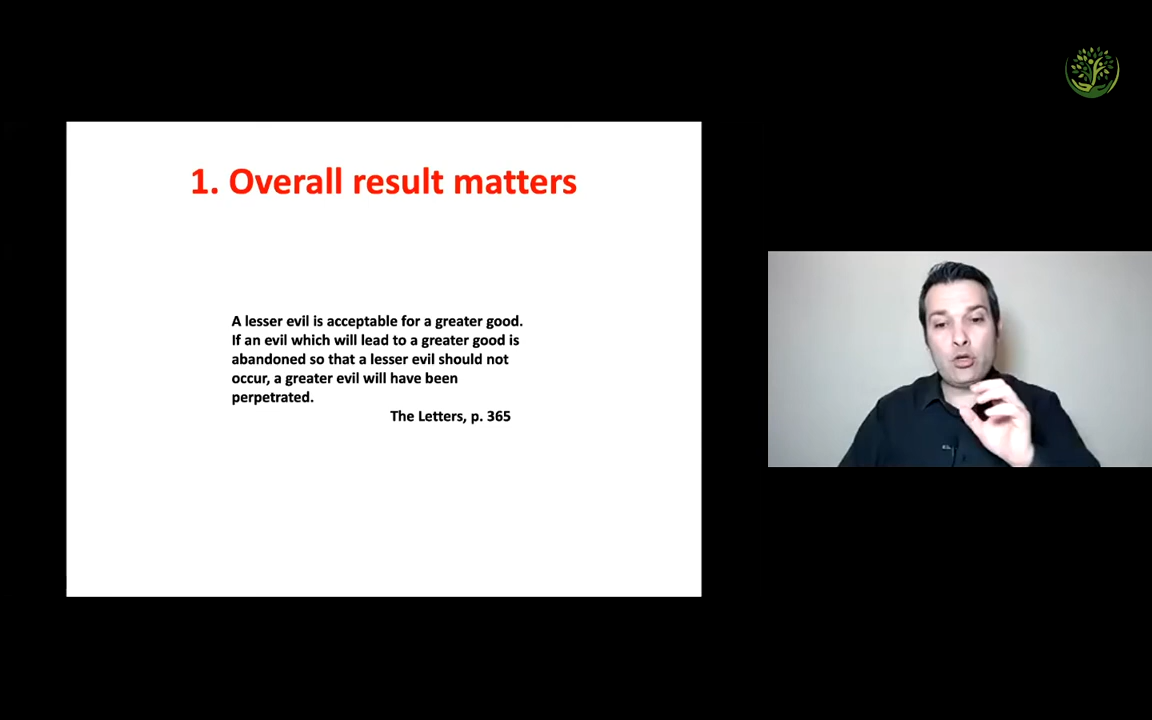 1. Overall result matters
A lesser evil is acceptable for a greater good.
If an evil which will lead to a greater good is
abandoned so that a lesser evil should not
occur, a greater evil will have been
perpetrated.
The Letters, p. 365